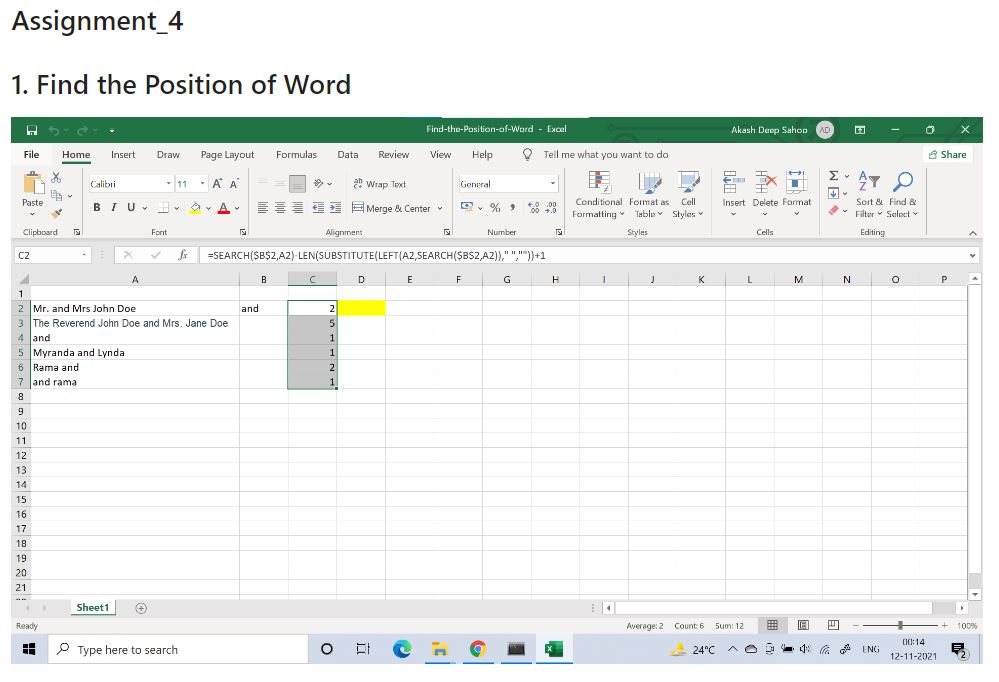 Assignment_4
1. Find the Position of Word
Find-the-Position-of-Word - Excel
Akash Deep Sahoo AD
File Home Insert Draw Page Layout Formulas Data Review View Help Tell me what you want to do Share
Calibri 11 A A Wrap Text General
Paste B I U A Merge & Center % , Conditional Formatting Format as Table Cell Styles Insert Delete Format Sort & Filter Find & Select
Clipboard Font Alignment Number Styles Cells Editing
C2 fx =SEARCH($B$2,A2)-LEN(SUBSTITUTE(LEFT(A2,SEARCH($B$2,A2))," ",""))+1
A B C D E F G H I J K L M N O P
1
2 Mr. and Mrs John Doe and 2
3 The Reverend John Doe and Mrs. Jane Doe 5
4 and 1
5 Myranda and Lynda 1
6 Rama and 2
7 and rama 1
8
9
10
11
12
13
14
15
16
17
18
19
20
21
Sheet1
Ready Average: 2 Count: 6 Sum: 12 100%
Type here to search 24°C ENG 00:14
12-11-2021 2